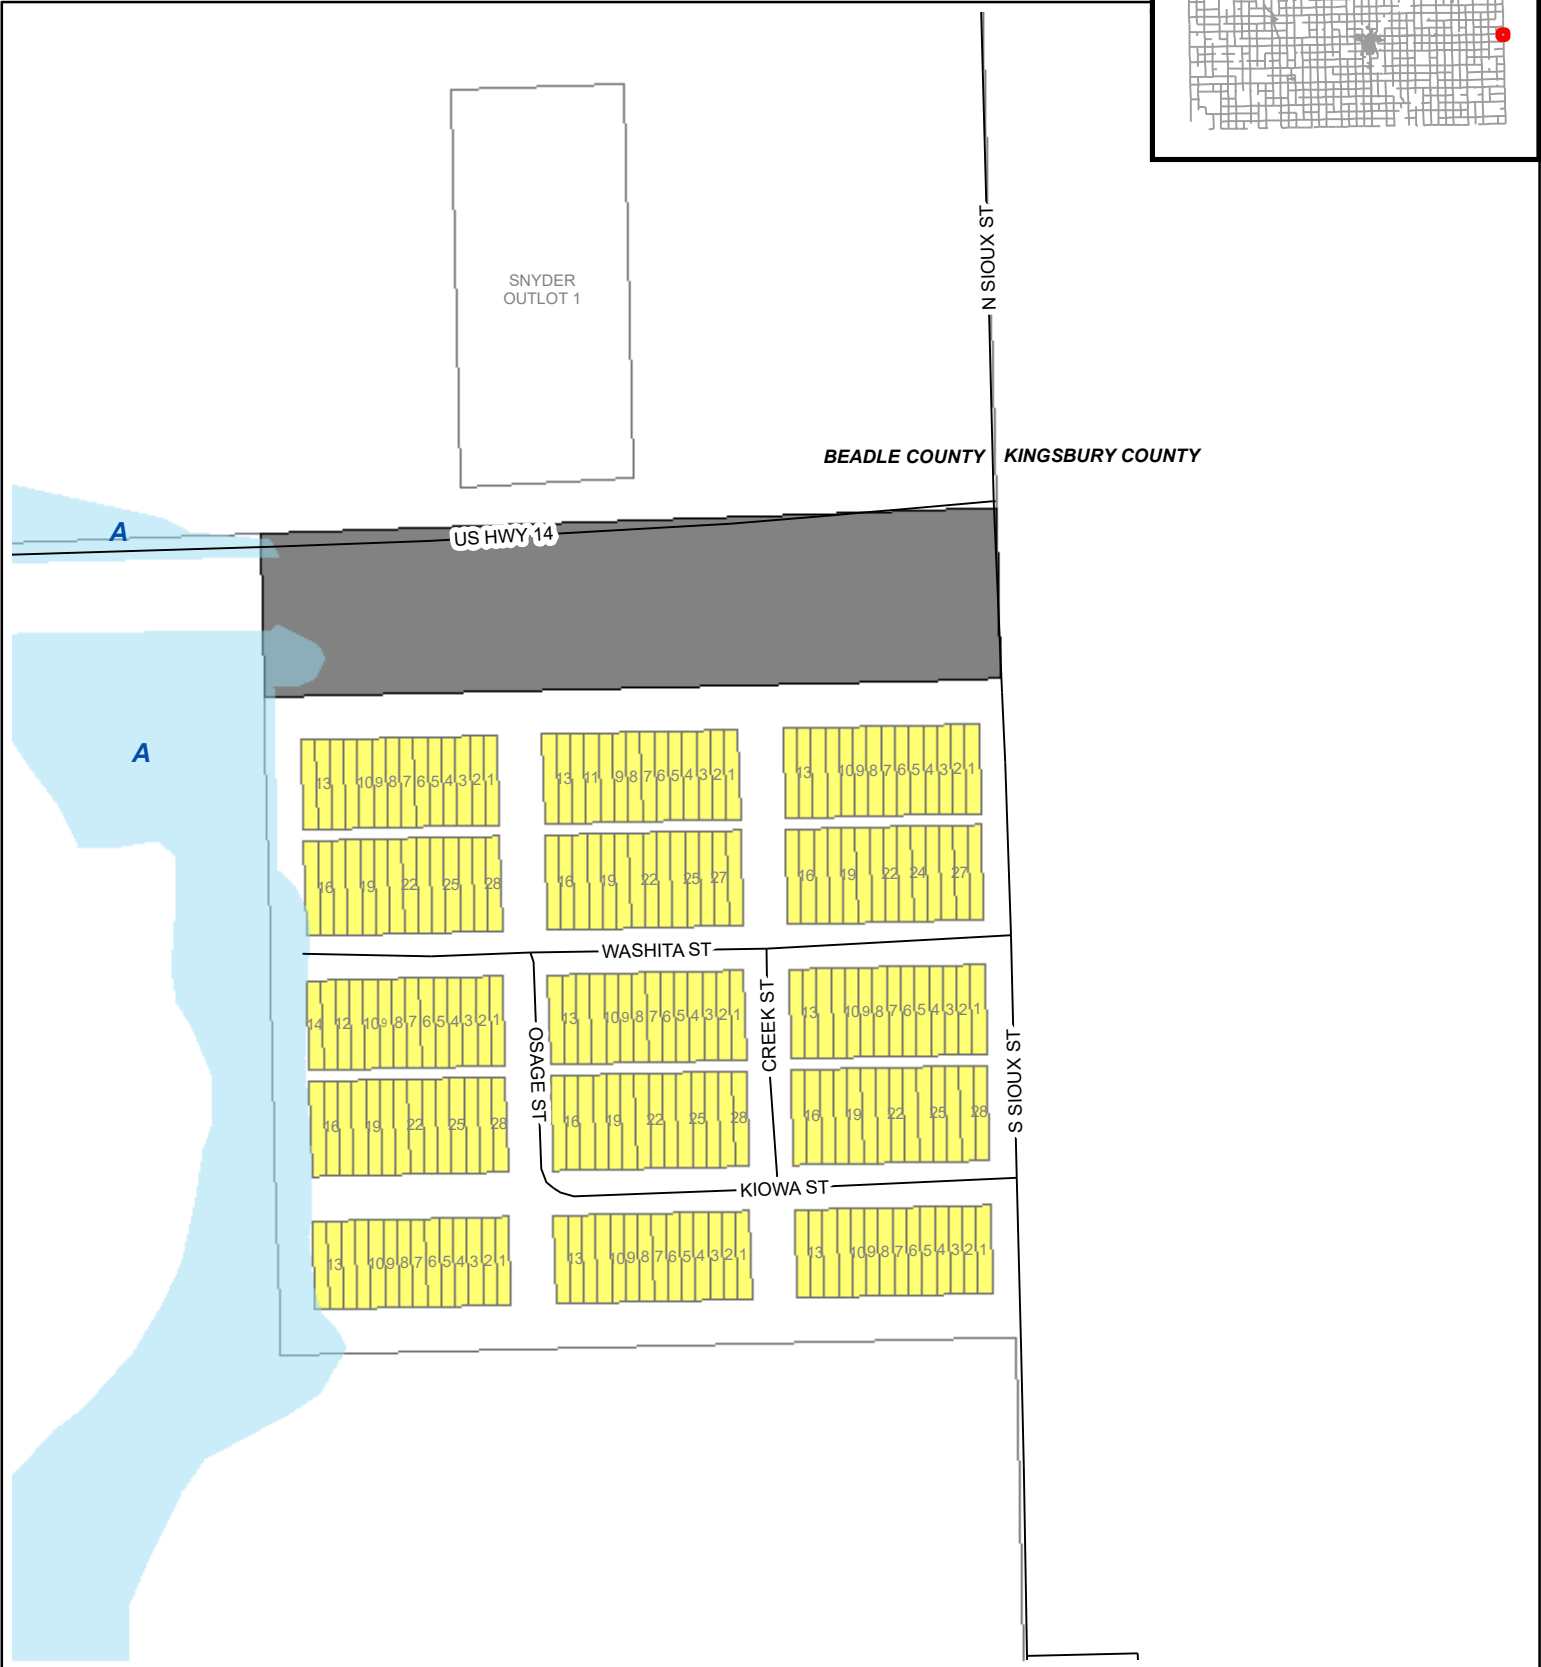 SNYDER
OUTLOT 1
N SIOUX ST
BEADLE COUNTY
KINGSBURY COUNTY
A
US HWY 14
A
13 10 9 8 7 6 5 4 3 2 1
13 11 9 8 7 6 5 4 3 2 1
13 10 9 8 7 6 5 4 3 2 1
16 19 22 25 28
16 19 22 25 27
16 19 22 24 27
WASHITA ST
14 12 10 9 8 7 6 5 4 3 2 1
13 10 9 8 7 6 5 4 3 2 1
13 10 9 8 7 6 5 4 3 2 1
OSAGE ST
CREEK ST
S SIOUX ST
16 19 22 25 28
16 19 22 25 28
16 19 22 25 28
KIOWA ST
13 10 9 8 7 6 5 4 3 2 1
13 10 9 8 7 6 5 4 3 2 1
13 10 9 8 7 6 5 4 3 2 1